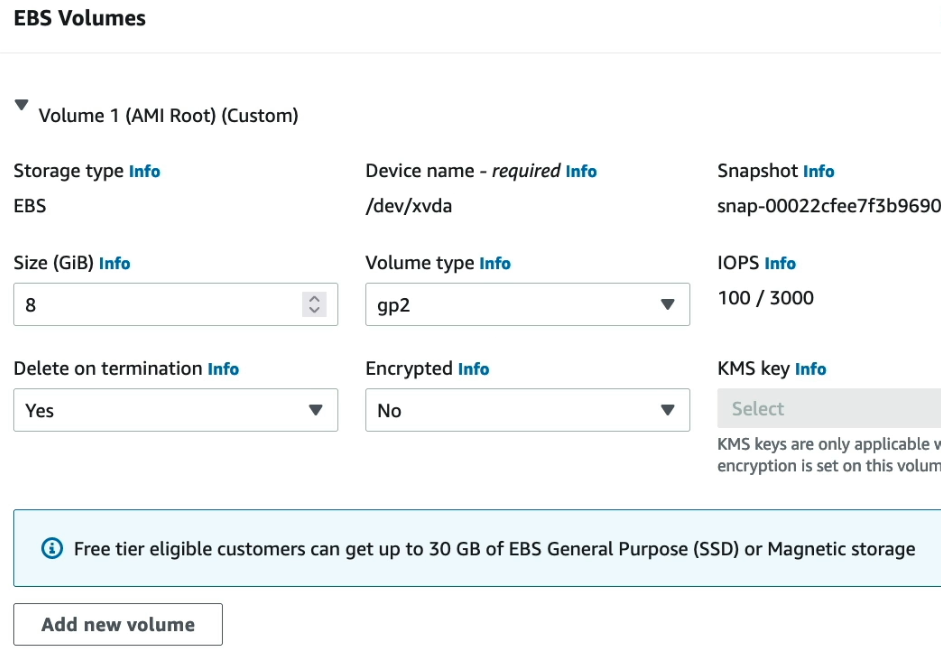 EBS Volumes
Volume 1 (AMI Root) (Custom)
Storage type Info
Device name - required Info
Snapshot Info
EBS
/dev/xvda
snap-00022cfee7f3b9690
Size (GiB) Info
Volume type Info
IOPS Info
8
gp2
100 / 3000
Delete on termination Info
Encrypted Info
KMS key Info
Yes
No
Select
KMS keys are only applicable
encryption is set on this volum
Free tier eligible customers can get up to 30 GB of EBS General Purpose (SSD) or Magnetic storage
Add new volume